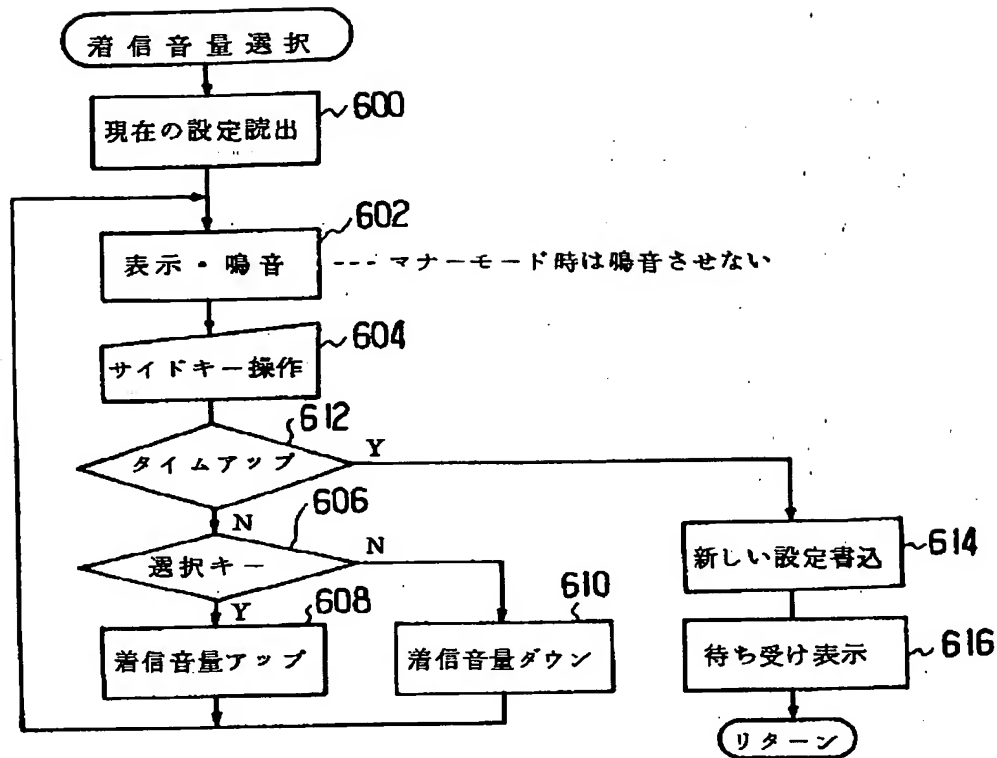 着信音量選択
現在の設定読出
600
602
表示・鳴音
--- マナーモード時は鳴音させない
604
サイドキー操作
612
タイムアップ
Y
N
606
選択キー
N
Y
608
着信音量アップ
610
着信音量ダウン
新しい設定書込
614
待ち受け表示
616
リターン